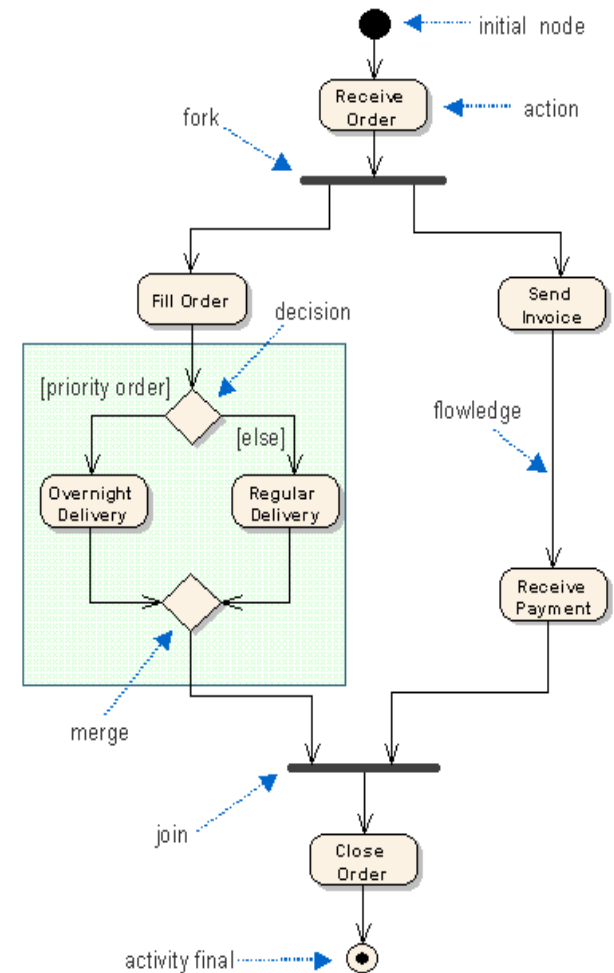 initial node
Receive
Order
action
fork
Fill Order
Send
Invoice
decision
[priority order]
[else]
flowledge
Overnight
Delivery
Regular
Delivery
Receive
Payment
merge
join
Close
Order
activity final